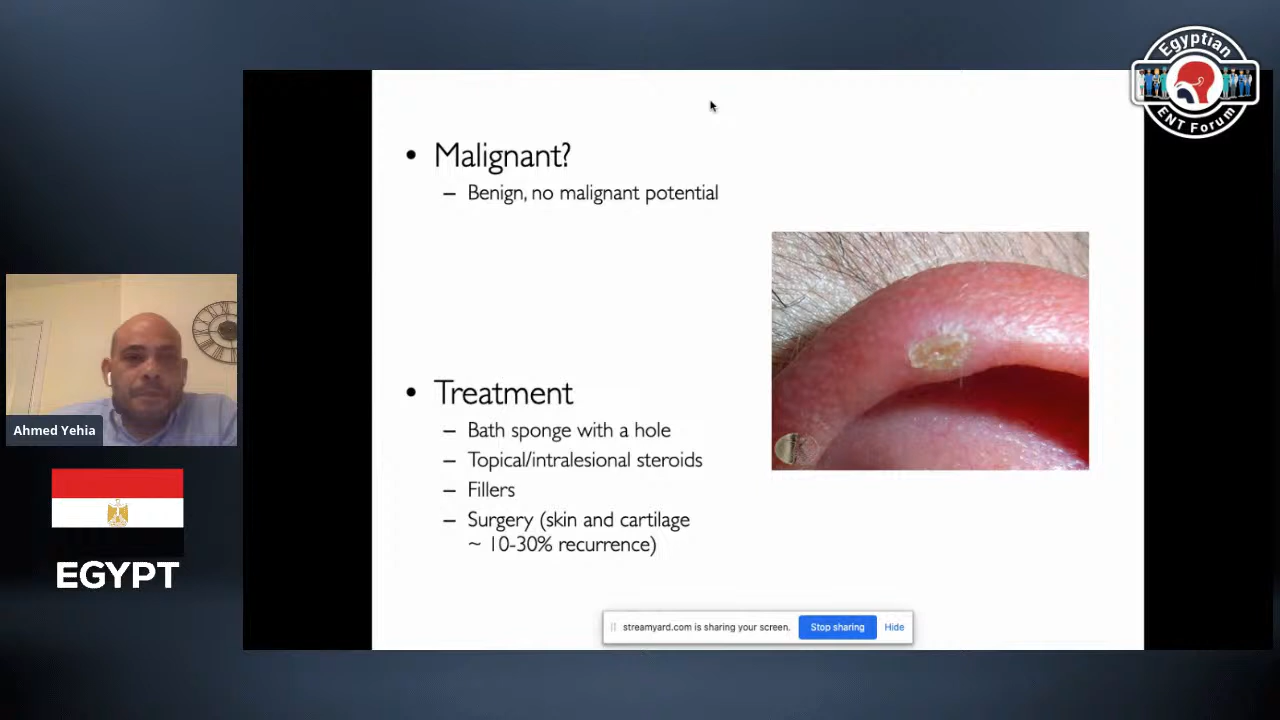 Egyptian
ENT Forum
• Malignant?
– Benign, no malignant potential
• Treatment
– Bath sponge with a hole
– Topical/intralesional steroids
– Fillers
– Surgery (skin and cartilage
~ 10-30% recurrence)
Ahmed Yehia
EGYPT
streamyard.com is sharing your screen.
Stop sharing
Hide